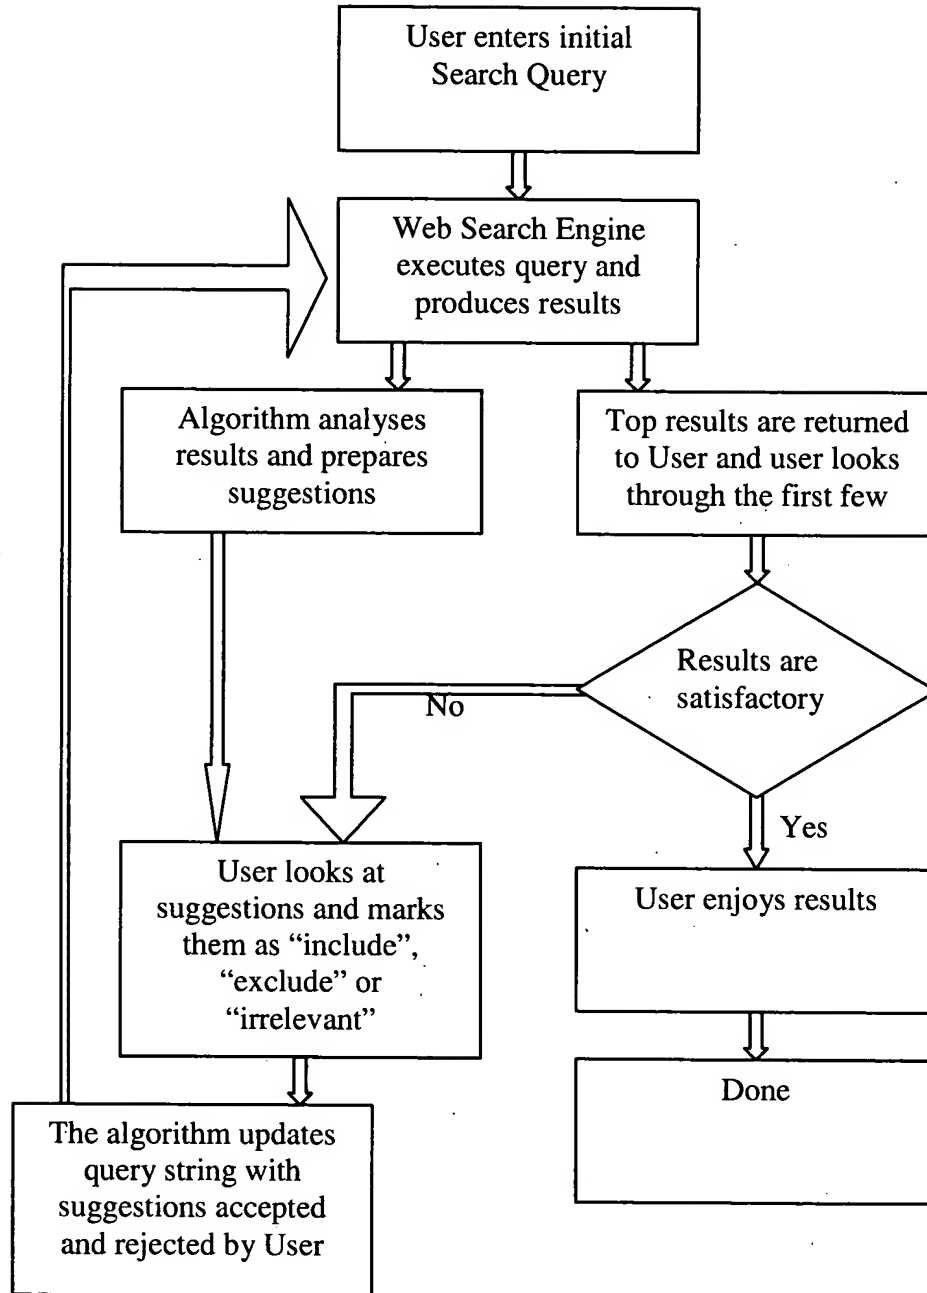 User enters initial
Search Query
Web Search Engine
executes query and
produces results
Algorithm analyses
results and prepares
suggestions
Top results are returned
to User and user looks
through the first few
Results are
satisfactory
No
Yes
User looks at
suggestions and marks
them as “include”,
“exclude” or
“irrelevant”
User enjoys results
Done
The algorithm updates
query string with
suggestions accepted
and rejected by User